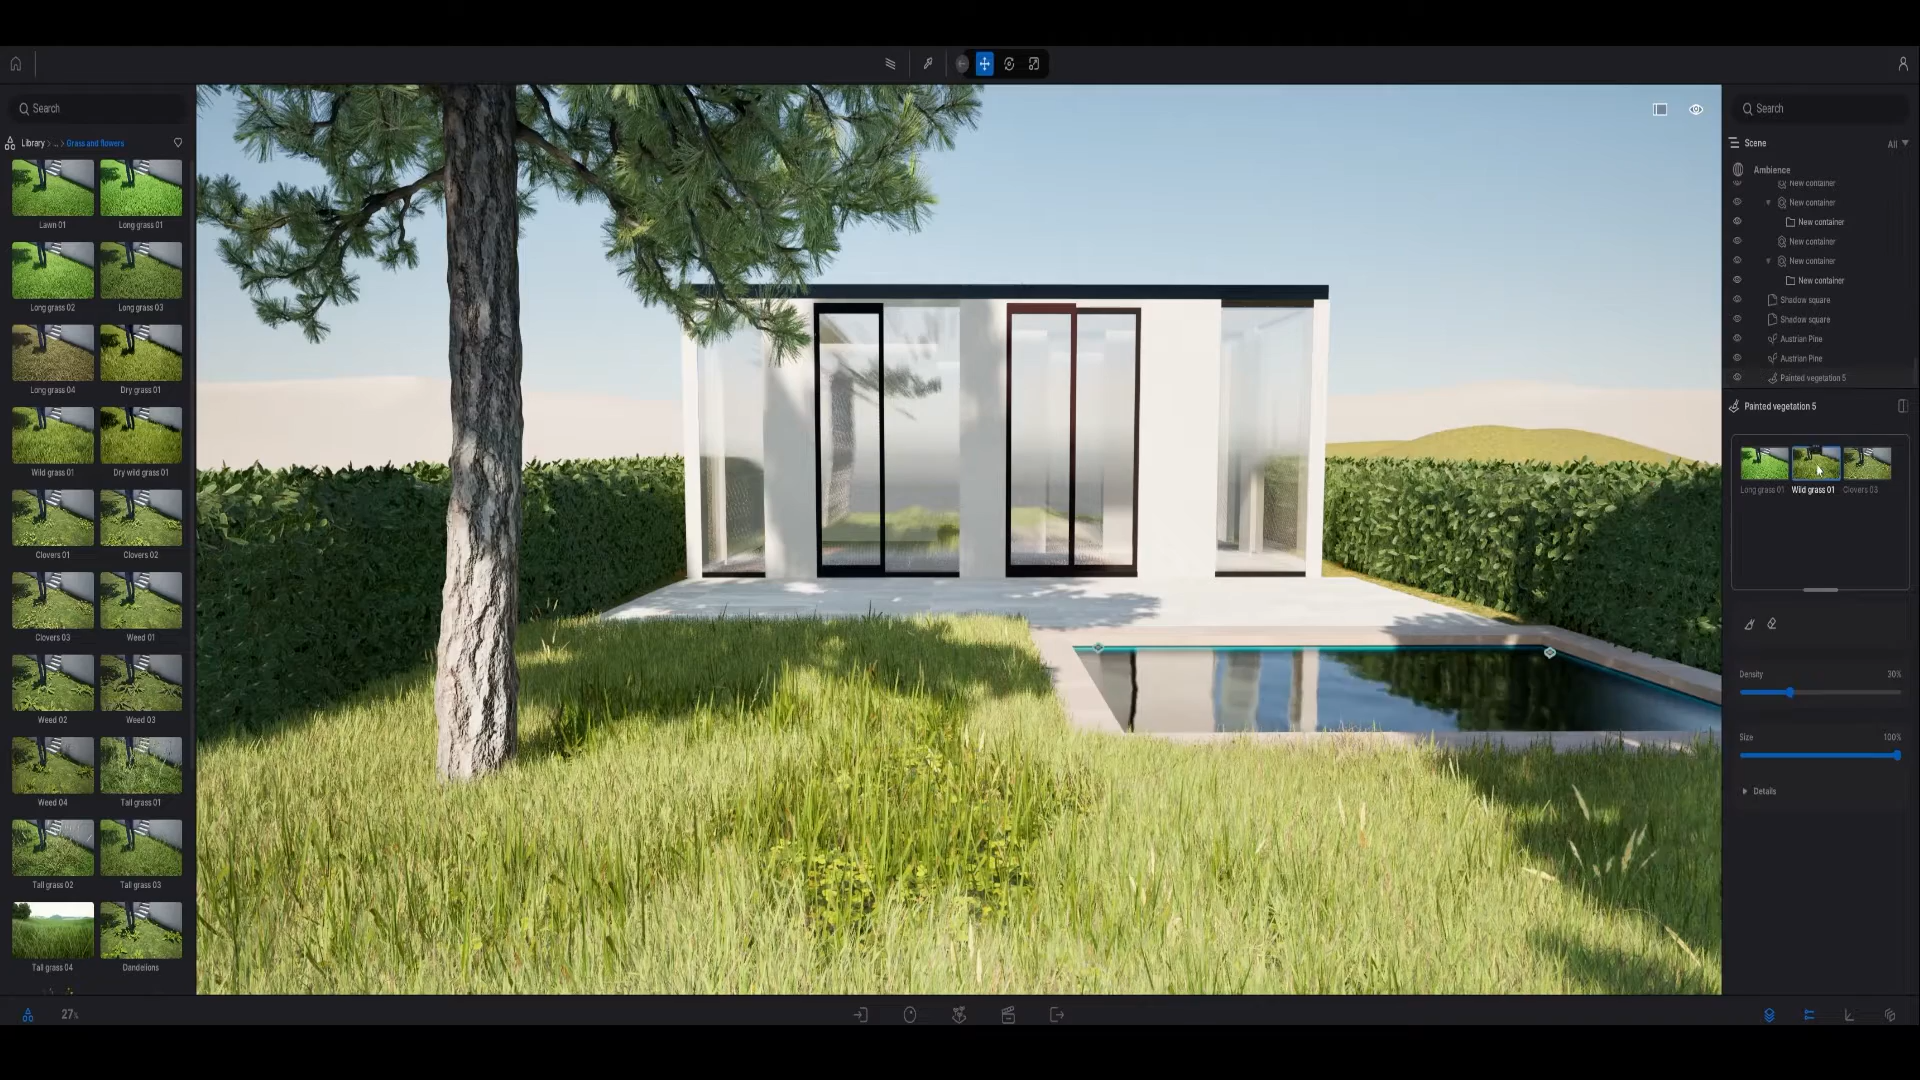 Search
Library > ... > Grass and flowers
Lawn 01
Long grass 01
Long grass 02
Long grass 03
Long grass 04
Dry grass 01
Wild grass 01
Dry wild grass 01
Clovers 01
Clovers 02
Clovers 03
Weed 01
Weed 02
Weed 03
Weed 04
Tall grass 01
Tall grass 02
Tall grass 03
Tall grass 04
Dandelions
27%
Search
Scene
All
Ambience
New container
New container
New container
New container
New container
New container
Shadow square
Shadow square
Austrian Pine
Austrian Pine
Painted vegetation 5
Painted vegetation 5
Long grass 01
Wild grass 01
Clovers 03
Density
30%
Size
100%
Details